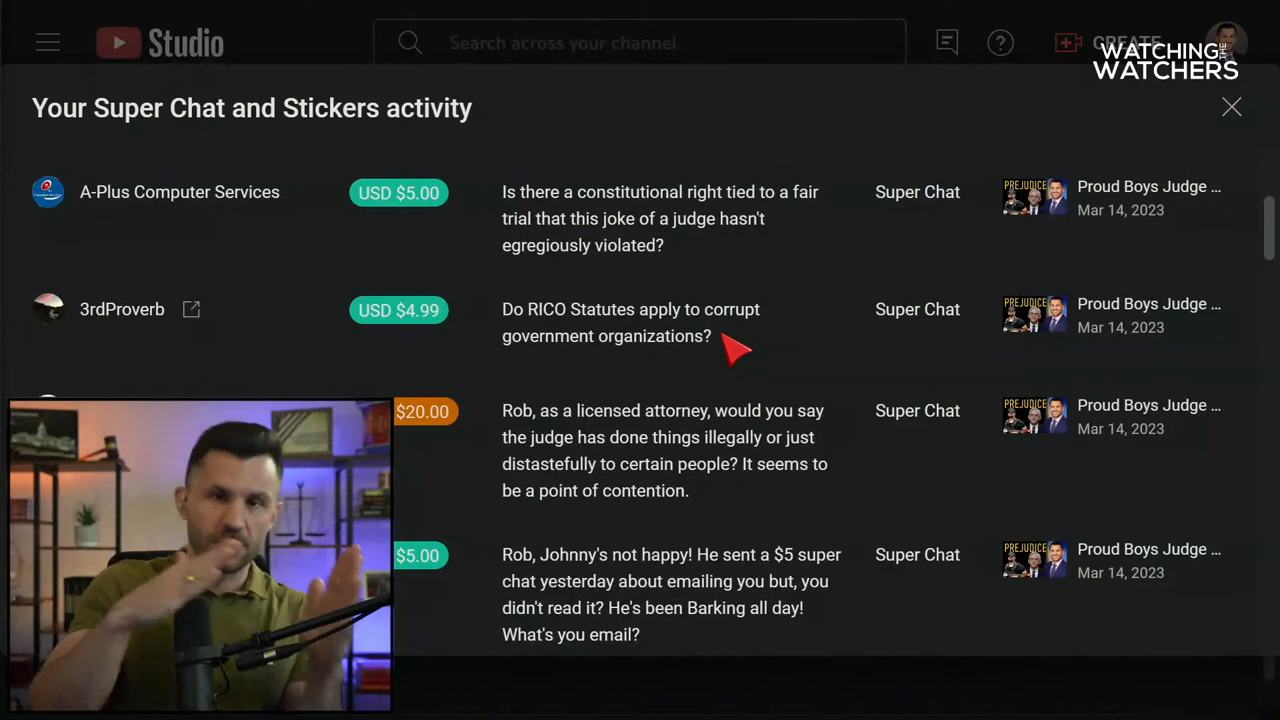 Studio
Search across your channel
CREATE
WATCHING THE
WATCHERS
Your Super Chat and Stickers activity
A-Plus Computer Services
USD $5.00
Is there a constitutional right tied to a fair
trial that this joke of a judge hasn't
egregiously violated?
Super Chat
PREJUDICE
Proud Boys Judge ...
Mar 14, 2023
3rdProverb
USD $4.99
Do RICO Statutes apply to corrupt
government organizations?
Super Chat
PREJUDICE
Proud Boys Judge ...
Mar 14, 2023
$20.00
Rob, as a licensed attorney, would you say
the judge has done things illegally or just
distastefully to certain people? It seems to
be a point of contention.
Super Chat
PREJUDICE
Proud Boys Judge ...
Mar 14, 2023
$5.00
Rob, Johnny's not happy! He sent a $5 super
chat yesterday about emailing you but, you
didn't read it? He's been Barking all day!
What's you email?
Super Chat
PREJUDICE
Proud Boys Judge ...
Mar 14, 2023